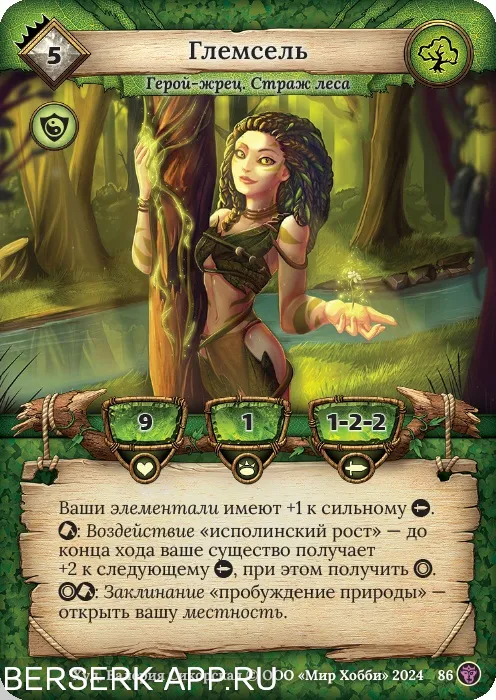 5
Глемсель
Герой-жрец. Страж леса
9
1
1-2-2
Ваши элементали имеют +1 к сильному .
: Воздействие «исполинский рост» — до
конца хода ваше существо получает
+2 к следующему , при этом получить .
: Заклинание «пробуждение природы» —
открыть вашу местность.
© ООО «Мир Хобби» 2024 86
BERSERK-APP.RU